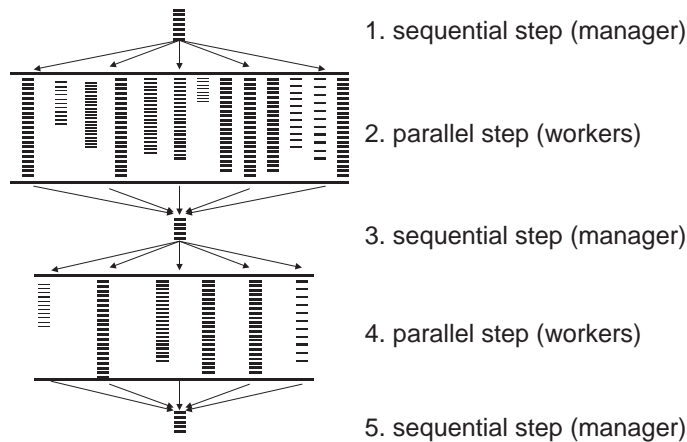 1. sequential step (manager)
2. parallel step (workers)
3. sequential step (manager)
4. parallel step (workers)
5. sequential step (manager)